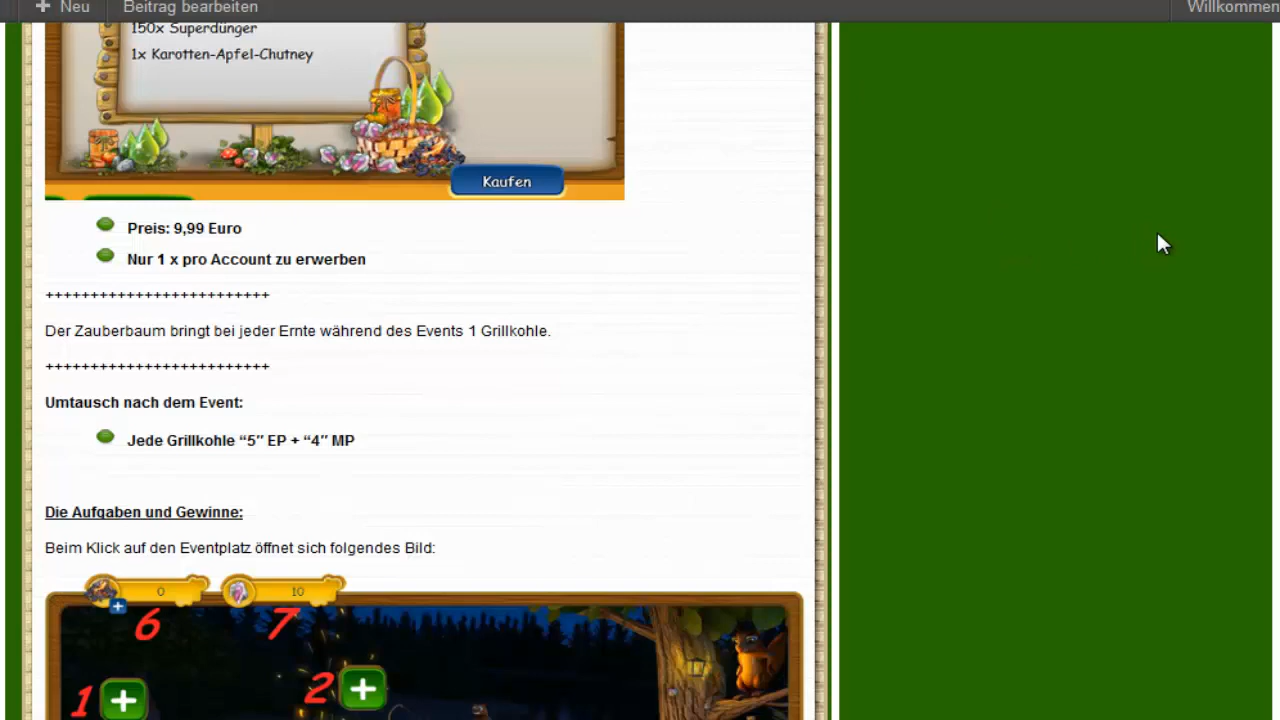 Neu Beitrag bearbeiten Willkommen
150x Superdünger
1x Karotten-Apfel-Chutney
Kaufen
Preis: 9,99 Euro
Nur 1 x pro Account zu erwerben
+++++++++++++++++++++++++
Der Zauberbaum bringt bei jeder Ernte während des Events 1 Grillkohle.
+++++++++++++++++++++++++
Umtausch nach dem Event:
Jede Grillkohle “5″ EP + “4″ MP
Die Aufgaben und Gewinne:
Beim Klick auf den Eventplatz öffnet sich folgendes Bild:
0 10
6 7
1 + 2 +